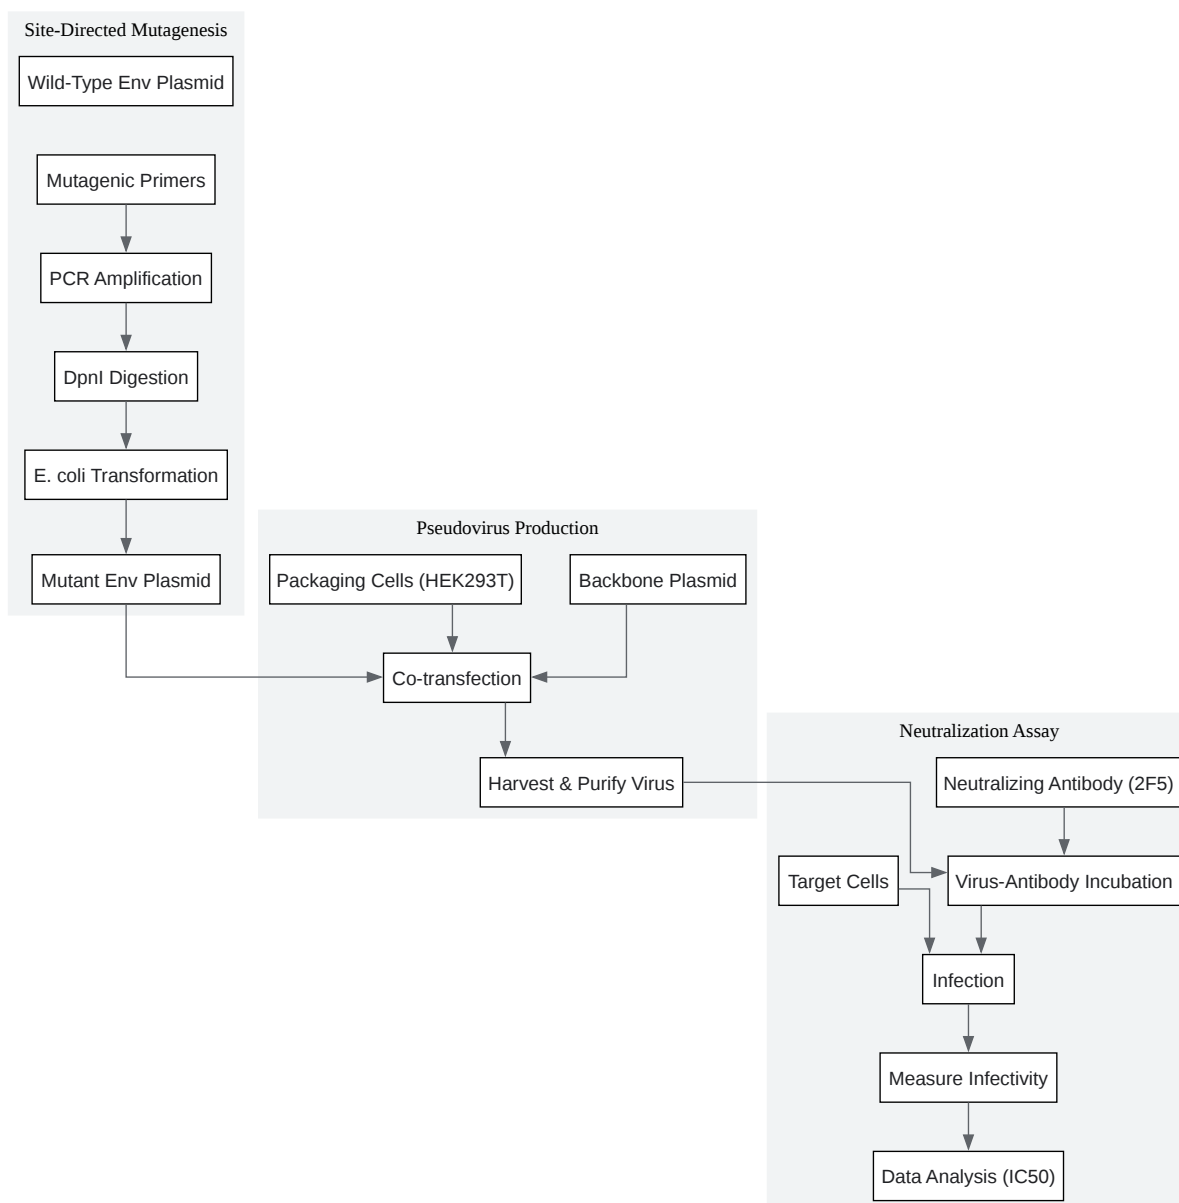 Site-Directed Mutagenesis
Wild-Type Env Plasmid
Mutagenic Primers
PCR Amplification
DpnI Digestion
E. coli Transformation
Mutant Env Plasmid
Pseudovirus Production
Packaging Cells (HEK293T)
Backbone Plasmid
Co-transfection
Harvest & Purify Virus
Neutralization Assay
Neutralizing Antibody (2F5)
Target Cells
Virus-Antibody Incubation
Infection
Measure Infectivity
Data Analysis (IC50)